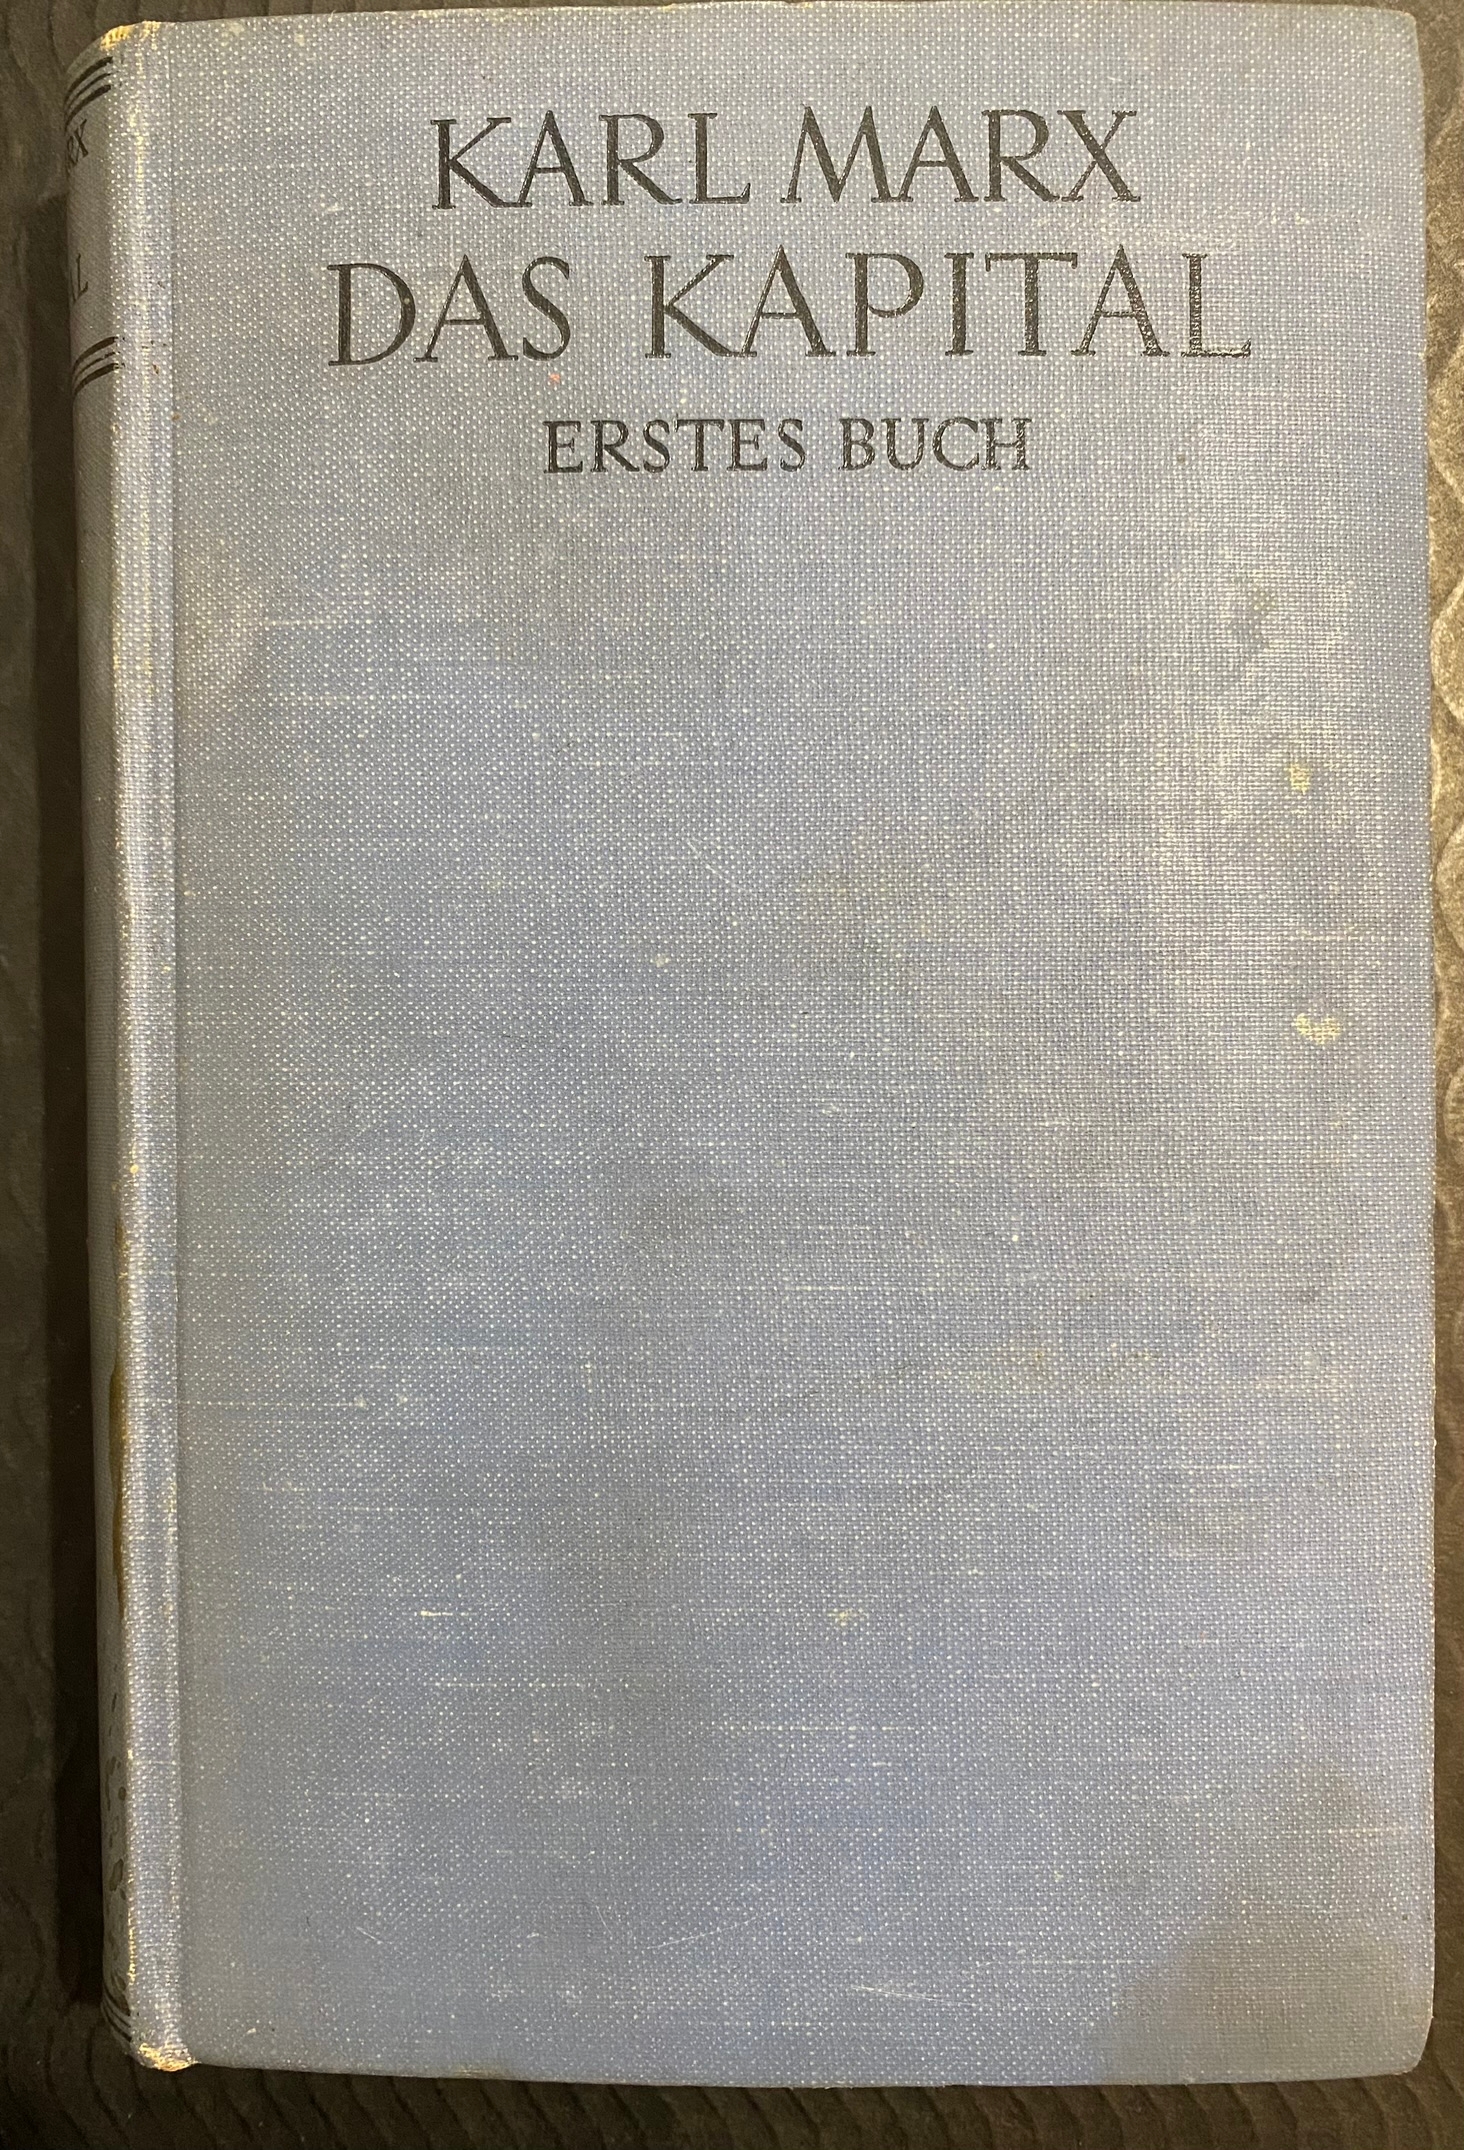 KARL MARX
DAS KAPITAL
ERSTES BUCH